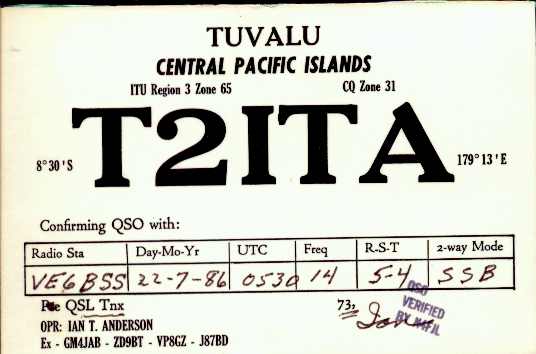 TUVALU
CENTRAL PACIFIC ISLANDS
ITU Region 3 Zone 65 CQ Zone 31
T2ITA
8°30'S 179°13'E
Confirming QSO with:
Radio Sta Day-Mo-Yr UTC Freq R-S-T 2-way Mode
VE6BSS 22-7-86 0530 14 5-4 SSB
QSL Tnx 73,
QSO
VERIFIED
OPR: IAN T. ANDERSON Ian
Ex - GM4JAB - ZD9BT - VP8GZ - J87BD